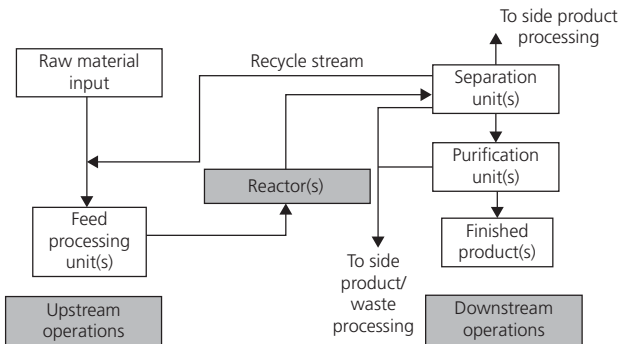 To side product
processing
Raw material
input
Recycle stream
Separation
unit(s)
Purification
unit(s)
Reactor(s)
Feed
processing
unit(s)
Finished
product(s)
To side
product/
waste
processing
Upstream
operations
Downstream
operations